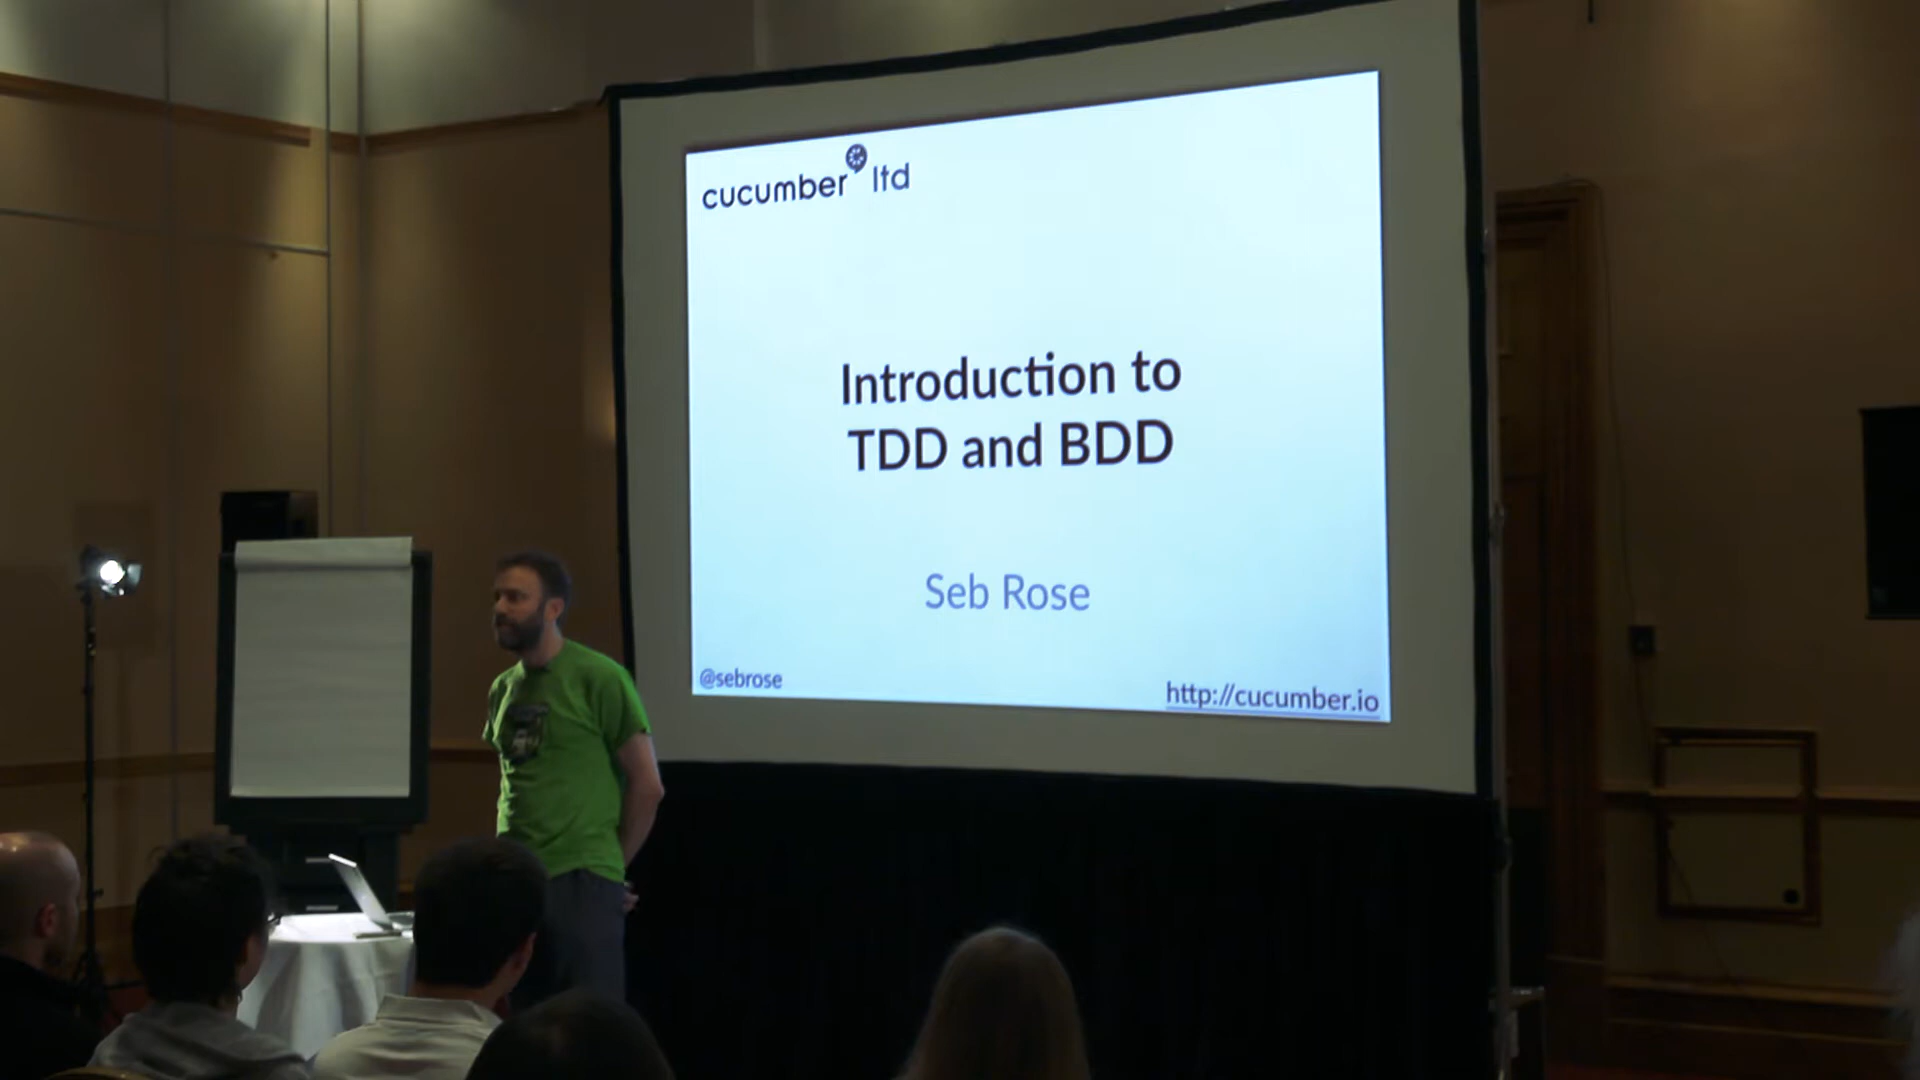 cucumber ltd
Introduction to
TDD and BDD
Seb Rose
@sebrose
http://cucumber.io